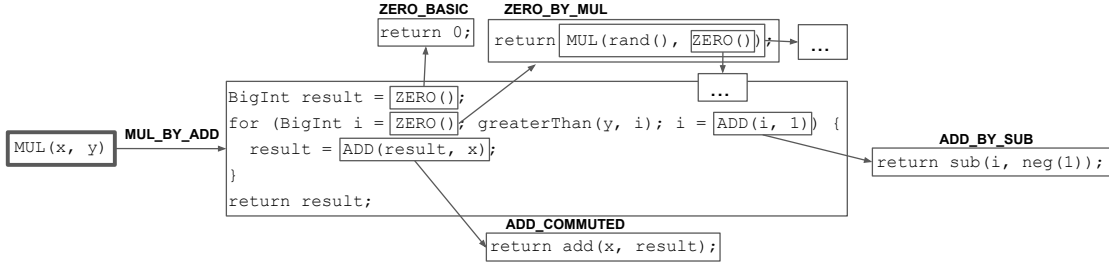 ZERO_BASIC
return 0;
ZERO_BY_MUL
return MUL(rand(), ZERO());
...
...
MUL(x, y)
MUL_BY_ADD
BigInt result = ZERO();
for (BigInt i = ZERO(); greaterThan(y, i); i = ADD(i, 1)) {
result = ADD(result, x);
}
return result;
ADD_BY_SUB
return sub(i, neg(1));
ADD_COMMUTED
return add(x, result);